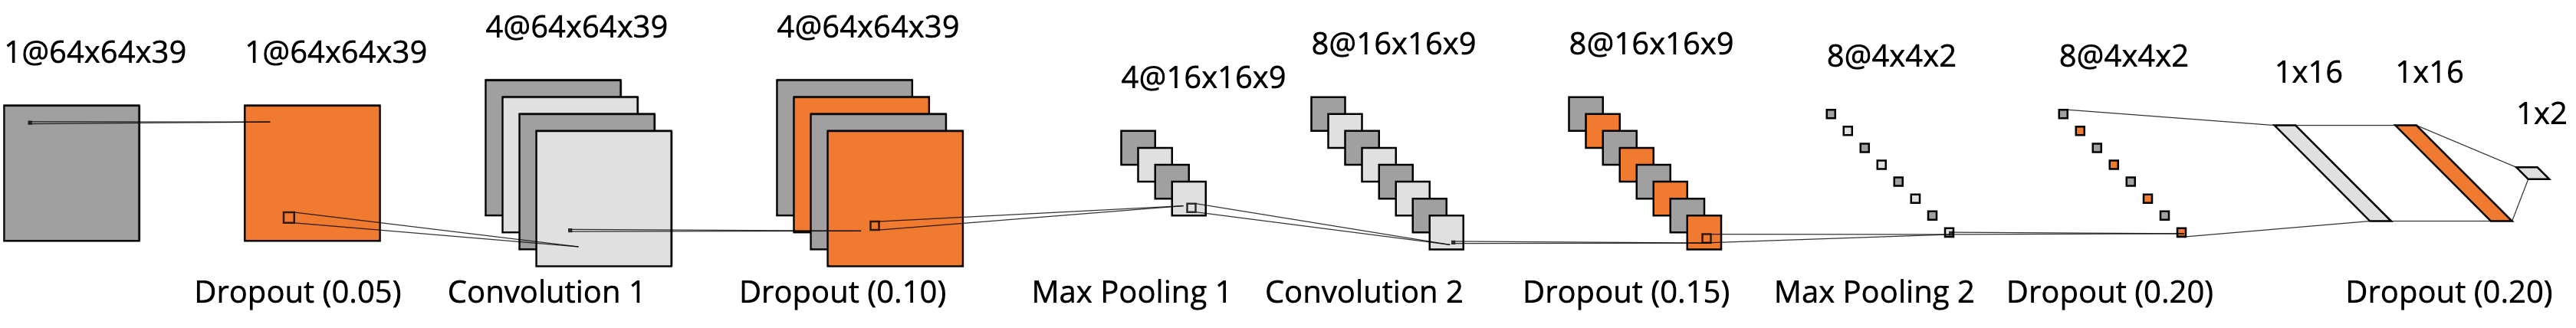 1@64x64x39
1@64x64x39
4@64x64x39
4@64x64x39
4@16x16x9
8@16x16x9
8@16x16x9
8@4x4x2
8@4x4x2
1x16
1x16
1x2
Dropout (0.05)
Convolution 1
Dropout (0.10)
Max Pooling 1
Convolution 2
Dropout (0.15)
Max Pooling 2
Dropout (0.20)
Dropout (0.20)